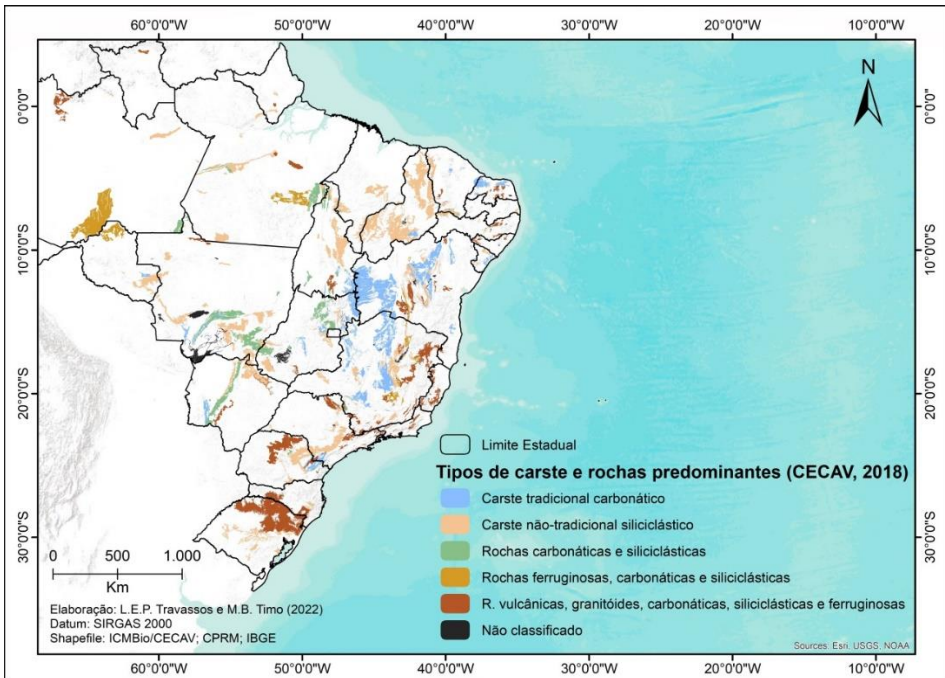 60°0'0"W 50°0'0"W 40°0'0"W 30°0'0"W 20°0'0"W 10°0'0"W
N
0°0'0" 0°0'0"
10°0'0"S 10°0'0"S
20°0'0"S 20°0'0"S
30°0'0"S 30°0'0"S
Limite Estadual
Tipos de carste e rochas predominantes (CECAV, 2018)
Carste tradicional carbonático
Carste não-tradicional siliciclástico
Rochas carbonáticas e siliciclásticas
Rochas ferruginosas, carbonáticas e siliciclásticas
R. vulcânicas, granitóides, carbonáticas, siliciclásticas e ferruginosas
Não classificado
0 500 1.000
Km
Elaboração: L.E.P. Travassos e M.B. Timo (2022)
Datum: SIRGAS 2000
Shapefile: ICMBio/CECAV; CPRM; IBGE
Sources: Esri, USGS, NOAA
60°0'0"W 50°0'0"W 40°0'0"W 30°0'0"W 20°0'0"W 10°0'0"W